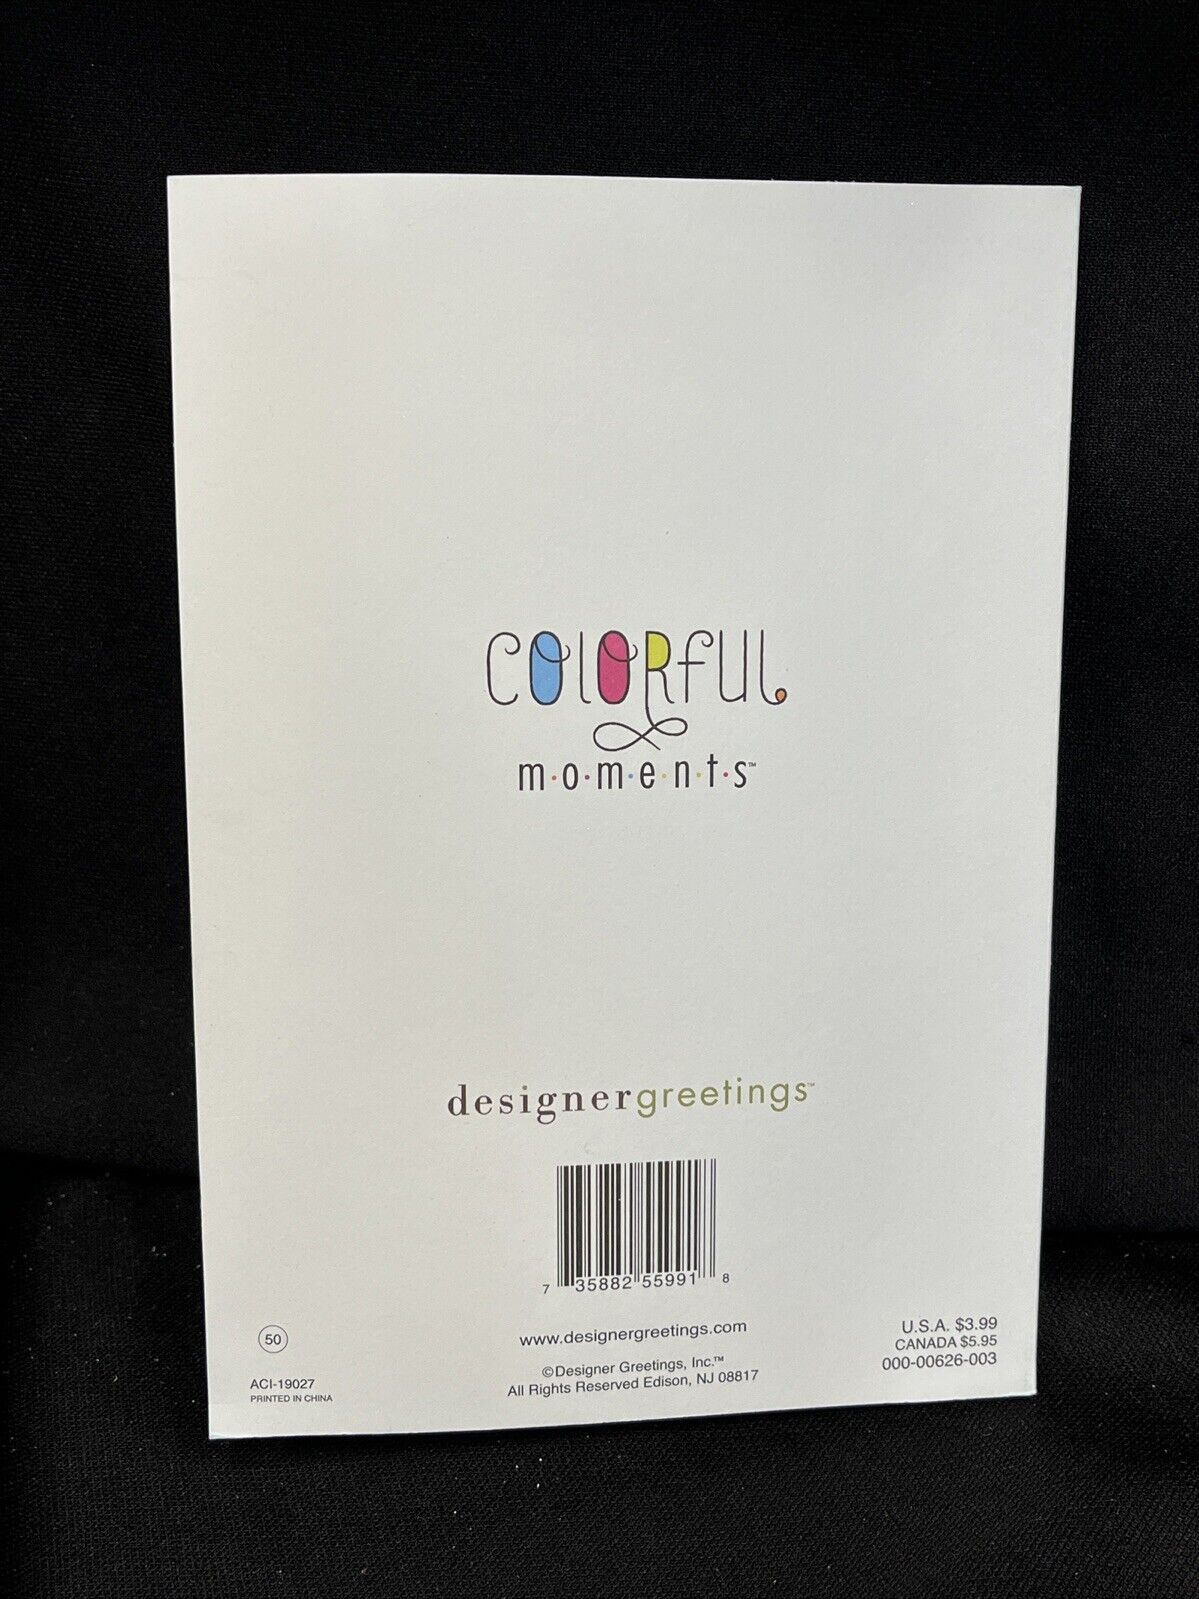 COlORfUl
m·o·m·e·n·t·s™
designergreetings™
7 35882 55991 8
50
ACI-19027
PRINTED IN CHINA
www.designergreetings.com
©Designer Greetings, Inc.™
All Rights Reserved Edison, NJ 08817
U.S.A. $3.99
CANADA $5.95
000-00626-003